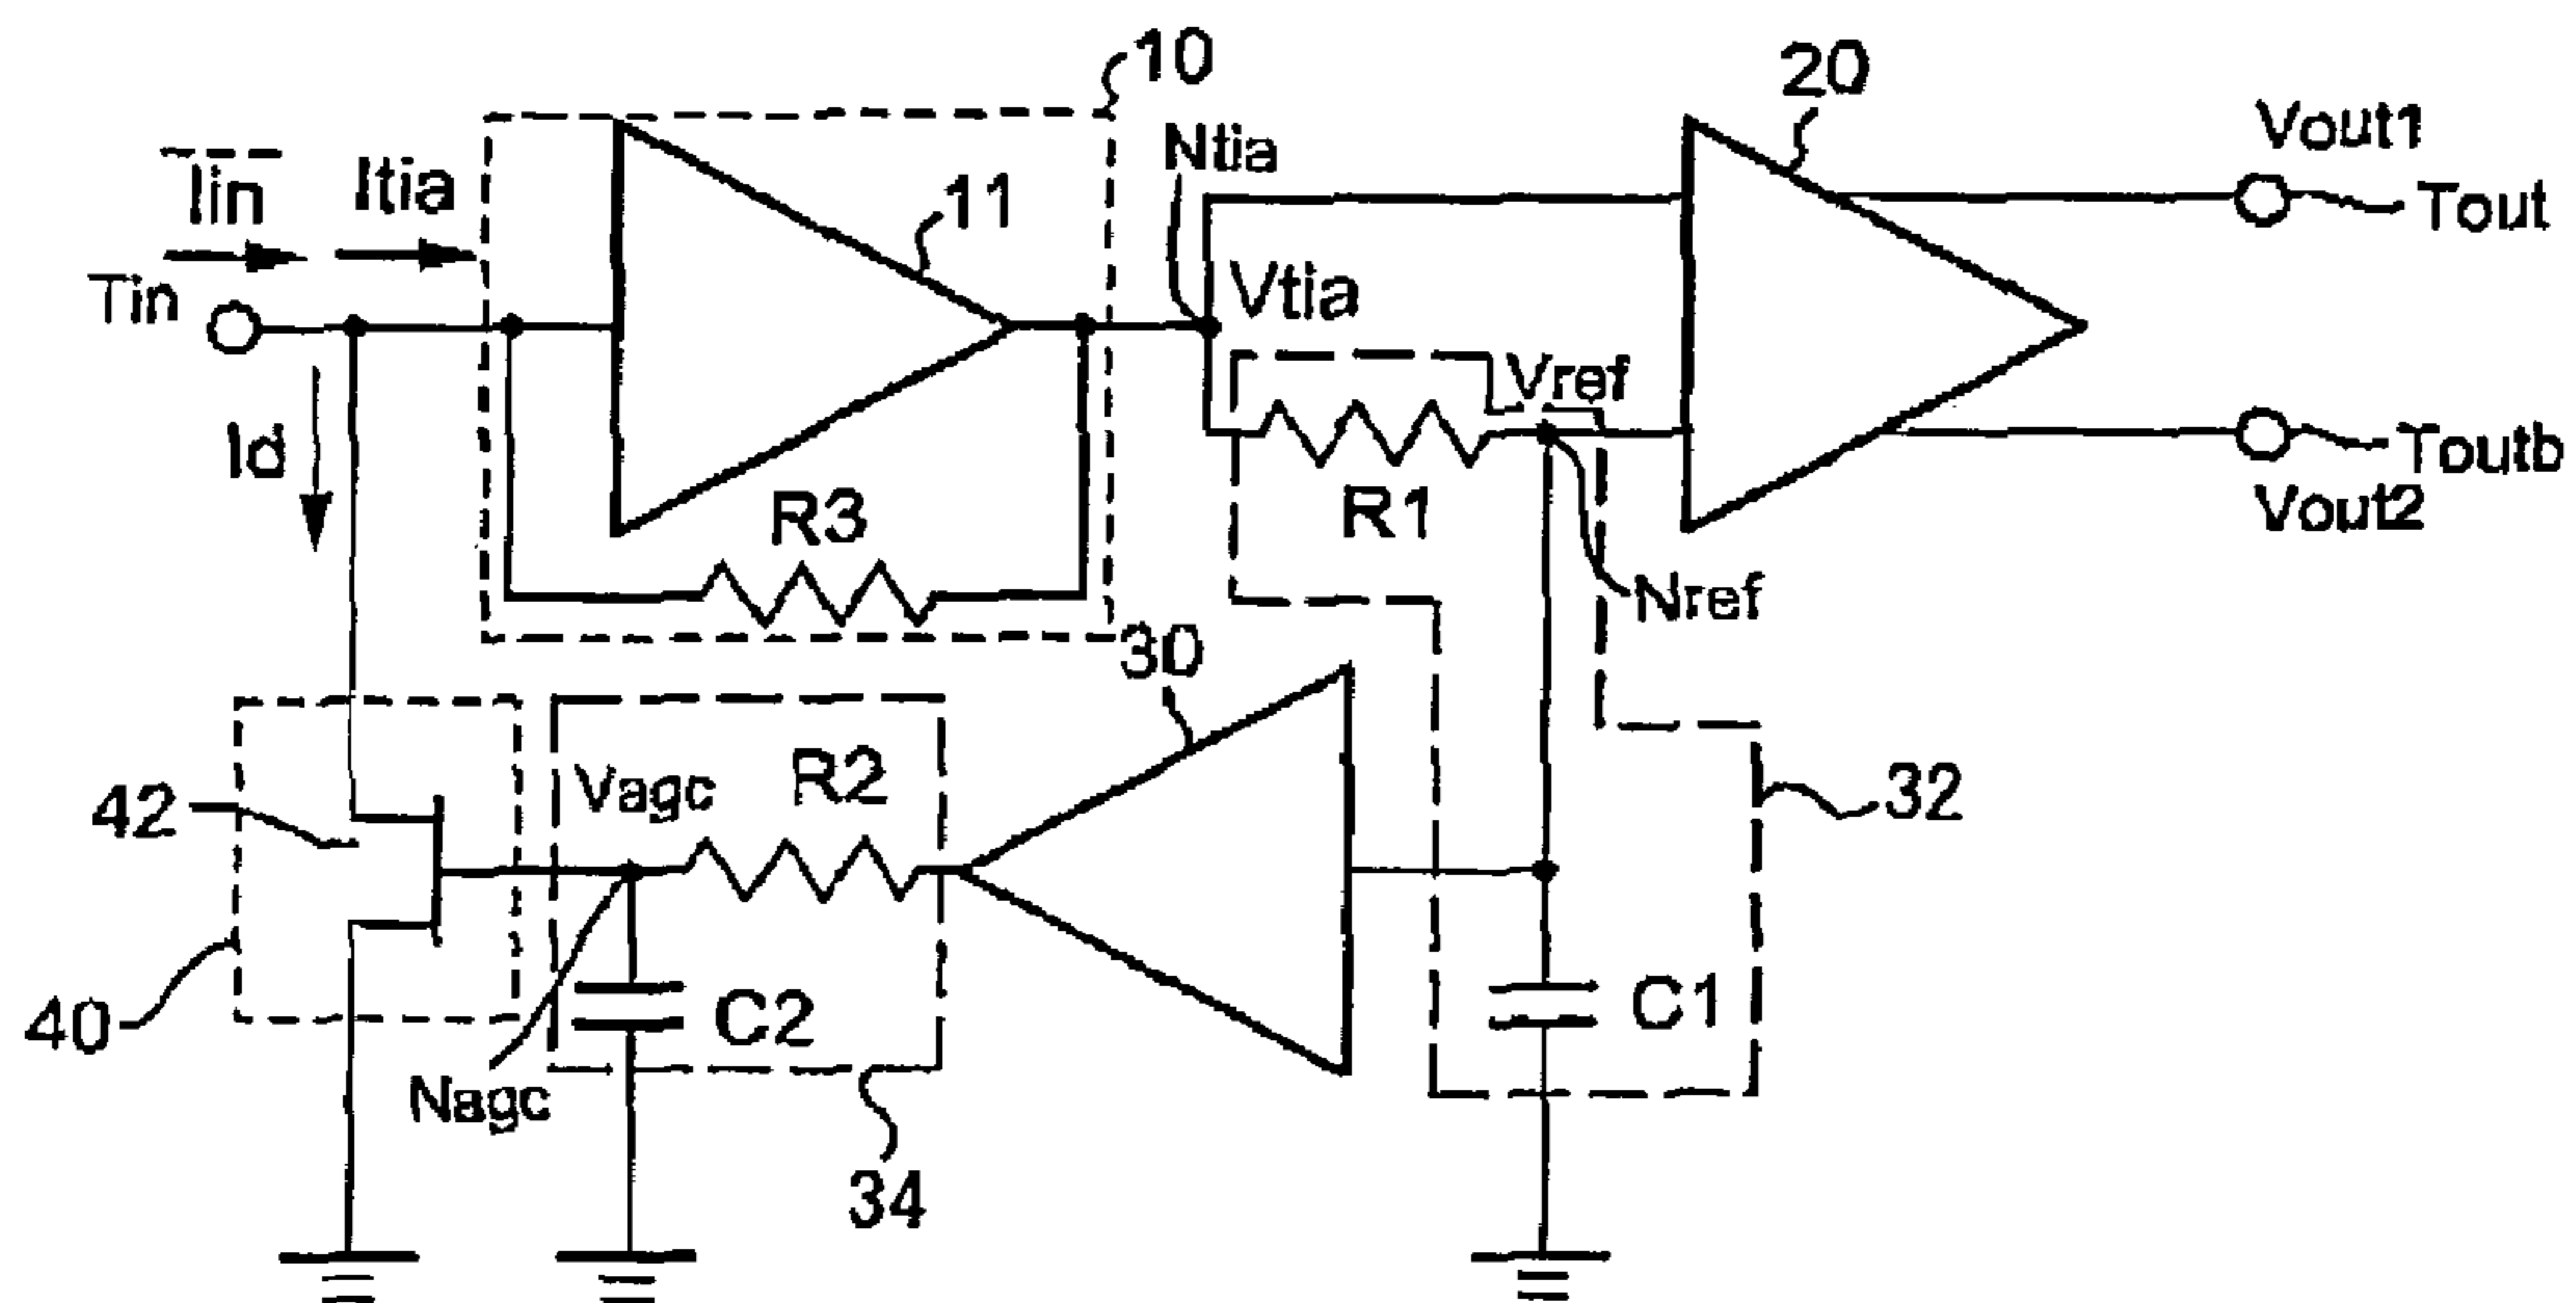 10
20
Vout1
Iin
Itia
11
Ntia
Tout
Tin
Vtia
Id
Vref
R3
R1
Toutb
Vout2
Nref
30
42
Vagc
R2
32
40
C2
C1
Nagc
34